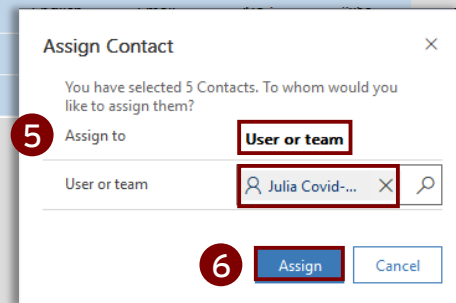 Assign Contact
You have selected 5 Contacts. To whom would you
like to assign them?
5
Assign to
User or team
User or team
Julia Covid-...
6
Assign
Cancel